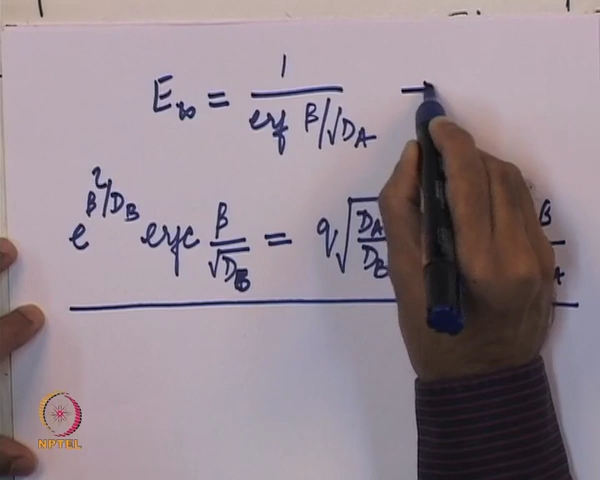 E∞ = 1 / erf β/√D_A —
e^{β²/D_B} erfc β/√D_B = q √(D_A/D_B) β A
NPTEL